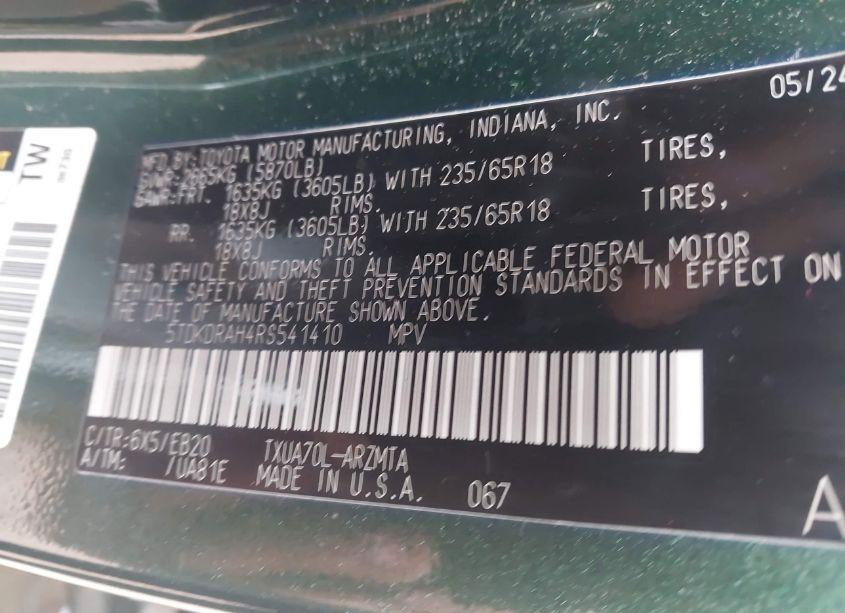 05/24
MFD BY:TOYOTA MOTOR MANUFACTURING, INDIANA, INC.
GVWR:2665KG (5870LB)
GAWR:FRT. 1635KG (3605LB) WITH 235/65R18 TIRES,
18X8J RIMS.
RR. 1635KG (3605LB) WITH 235/65R18 TIRES,
18X8J RIMS.
THIS VEHICLE CONFORMS TO ALL APPLICABLE FEDERAL MOTOR
VEHICLE SAFETY AND THEFT PREVENTION STANDARDS IN EFFECT ON
THE DATE OF MANUFACTURE SHOWN ABOVE.
5TDKDRAH4RS541410 MPV
C/TR:6X5/EB20 TXUA70L-ARZMTA
A/TM: /UA81E MADE IN U.S.A. 067
A
TW